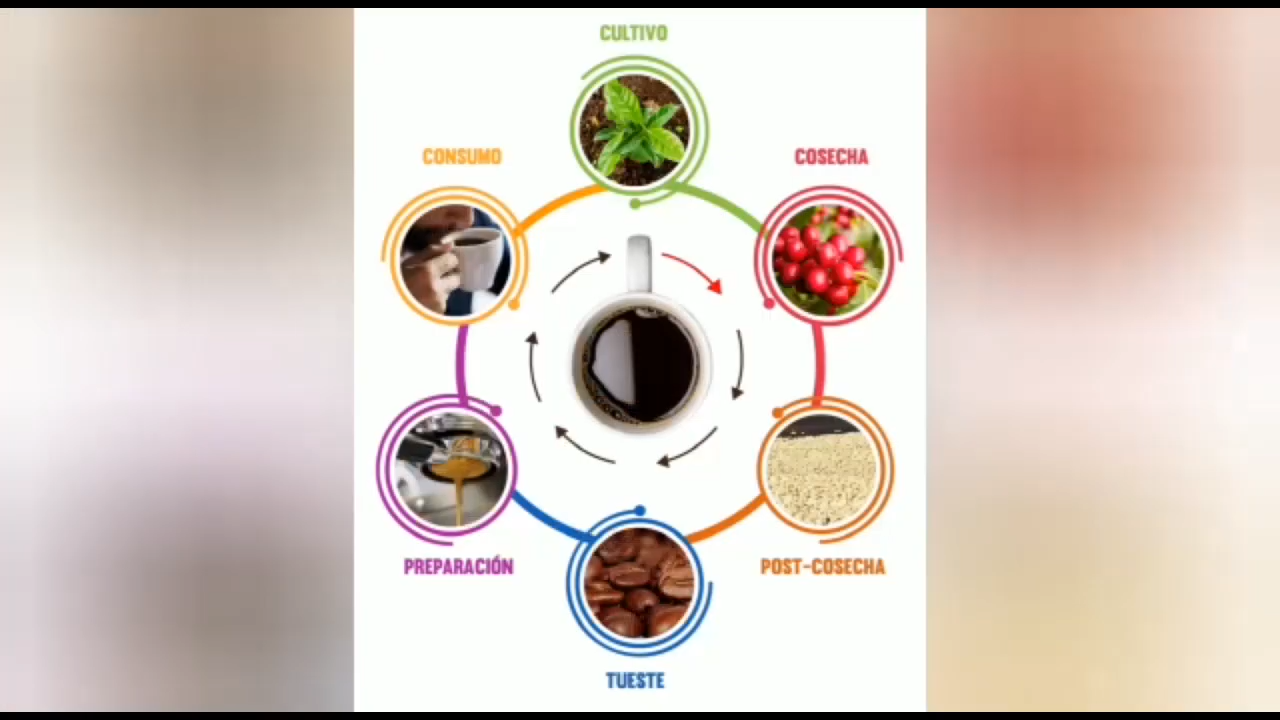 CULTIVO
CONSUMO
COSECHA
PREPARACIÓN
POST-COSECHA
TUESTE